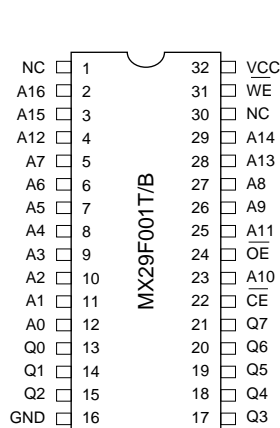 NC 1 32 VCC
A16 2 31 WE
A15 3 30 NC
A12 4 29 A14
A7 5 28 A13
A6 6 27 A8
A5 7 26 A9
A4 8 25 A11
A3 9 24 OE
A2 10 23 A10
A1 11 22 CE
A0 12 21 Q7
Q0 13 20 Q6
Q1 14 19 Q5
Q2 15 18 Q4
GND 16 17 Q3
MX29F001T/B